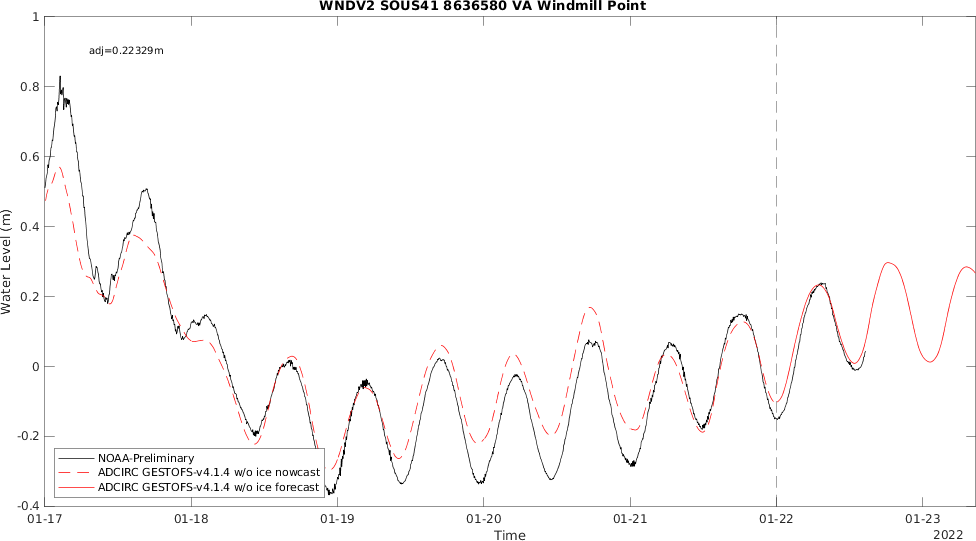 WNDV2 SOUS41 8636580 VA Windmill Point
adj=0.22329m
Water Level (m)
1
0.8
0.6
0.4
0.2
0
-0.2
-0.4
NOAA-Preliminary
ADCIRC GESTOFS-v4.1.4 w/o ice nowcast
ADCIRC GESTOFS-v4.1.4 w/o ice forecast
01-17 01-18 01-19 01-20 01-21 01-22 01-23
Time
2022